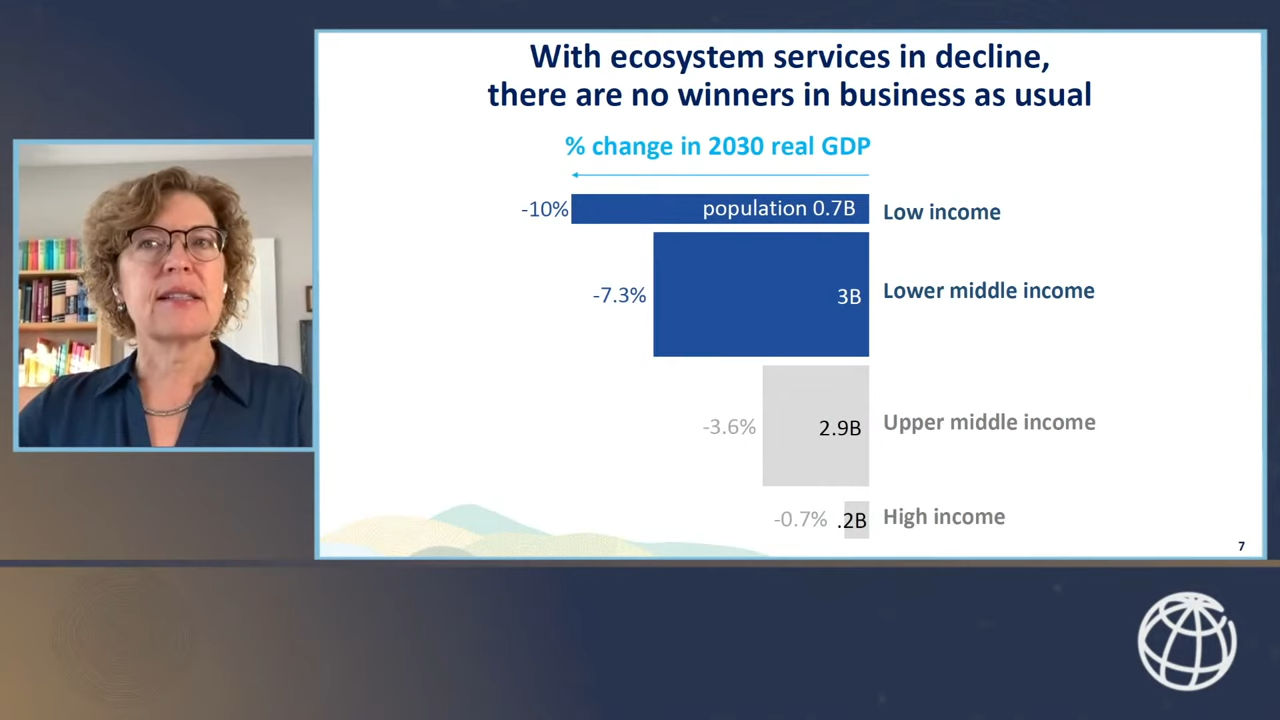 With ecosystem services in decline,
there are no winners in business as usual
% change in 2030 real GDP
-10%
population 0.7B
Low income
-7.3%
3B
Lower middle income
-3.6%
2.9B
Upper middle income
-0.7%
.2B
High income
7